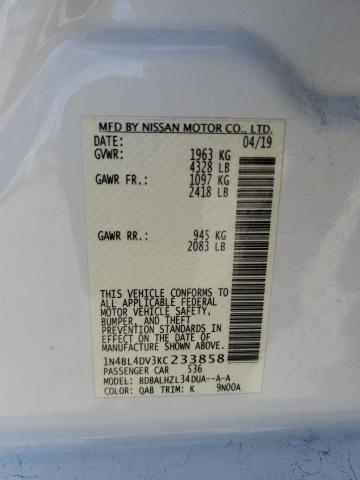 MFD BY NISSAN MOTOR CO., LTD.
DATE: 04/19
GVWR: 1963 KG
4328 LB
GAWR FR.: 1097 KG
2418 LB
GAWR RR.: 945 KG
2083 LB
THIS VEHICLE CONFORMS TO
ALL APPLICABLE FEDERAL
MOTOR VEHICLE SAFETY,
BUMPER, AND THEFT
PREVENTION STANDARDS
IN EFFECT ON THE DATE
OF MANUFACTURE SHOWN ABOVE.
1N4BL4DV3KC233858
PASSENGER CAR 536
MODEL: BDBALHZL34DUA--A-A
COLOR: QAB TRIM: K 9N00A